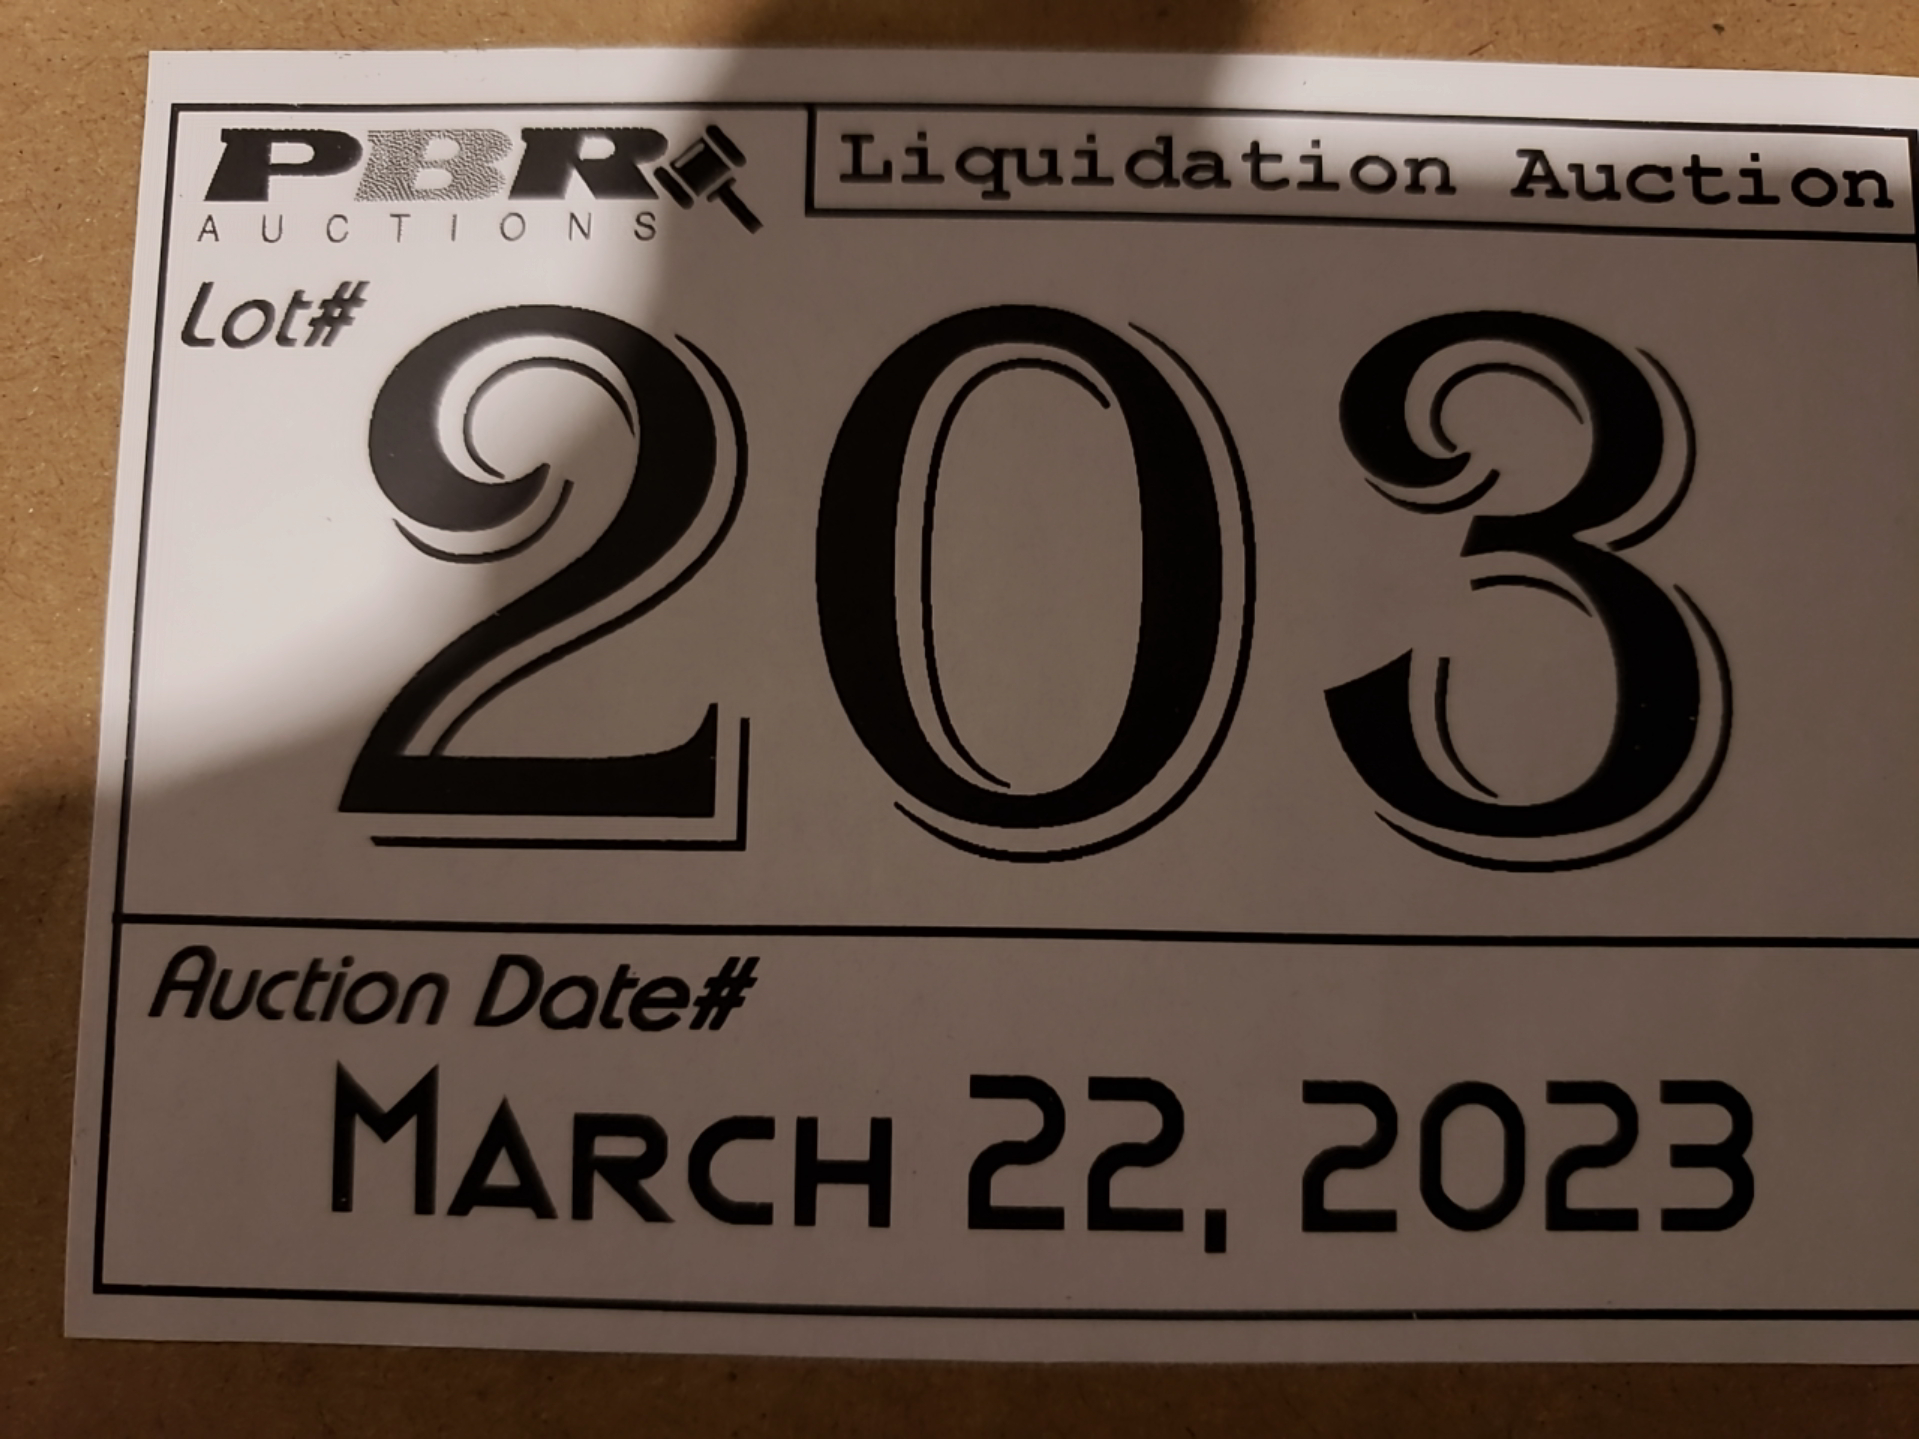 PBR
AUCTIONS
Liquidation Auction
Lot#
203
Auction Date#
MARCH 22, 2023